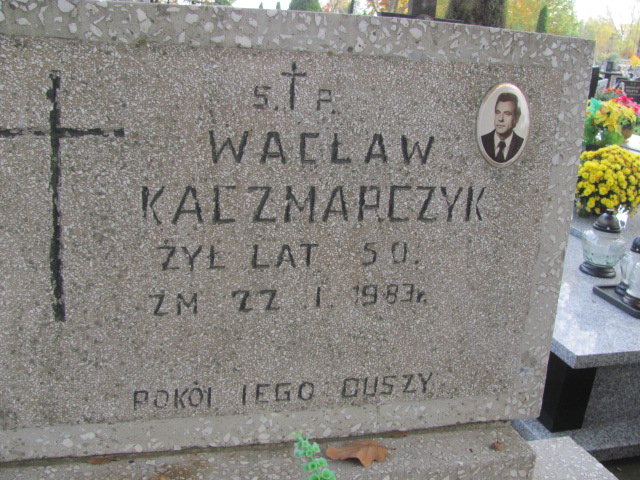 Ś. P.
WACŁAW
KACZMARCZYK
ŻYŁ LAT 50.
ZM 22.I.1983r.
POKÓJ JEGO DUSZY